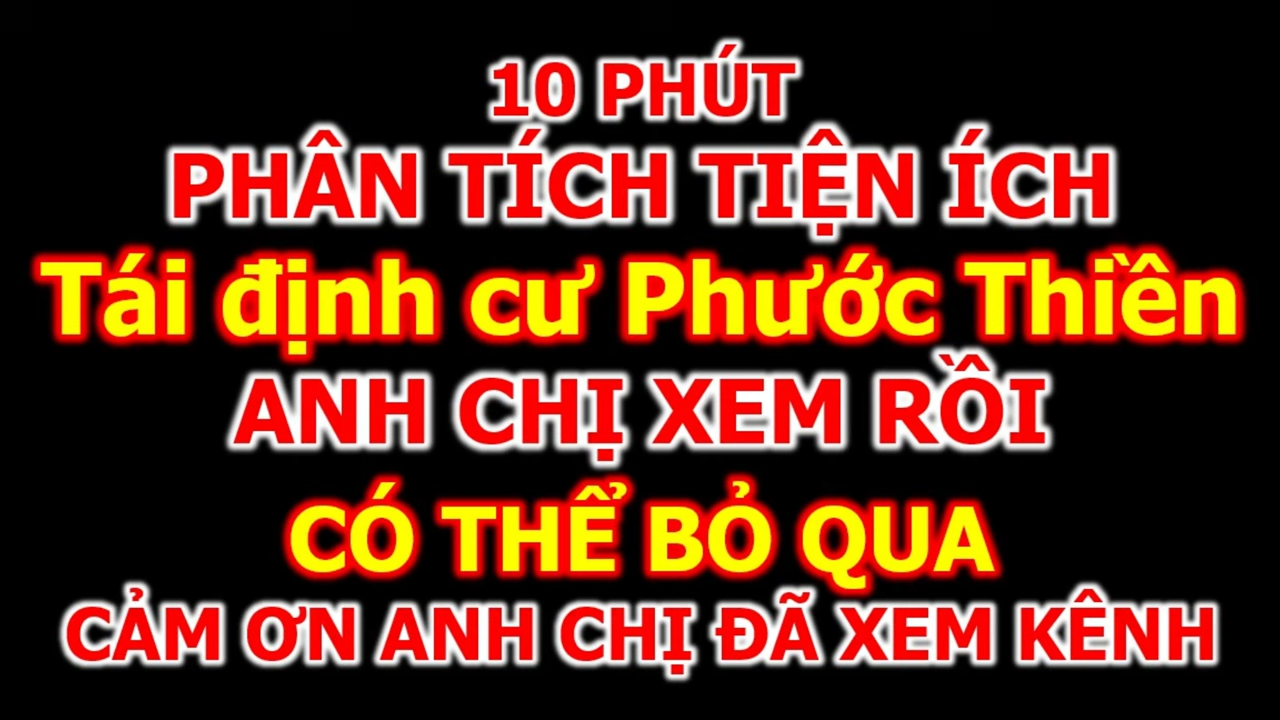 10 PHÚT
PHÂN TÍCH TIỆN ÍCH
Tái định cư Phước Thiền
ANH CHỊ XEM RỒI
CÓ THỂ BỎ QUA
CẢM ƠN ANH CHỊ ĐÃ XEM KÊNH